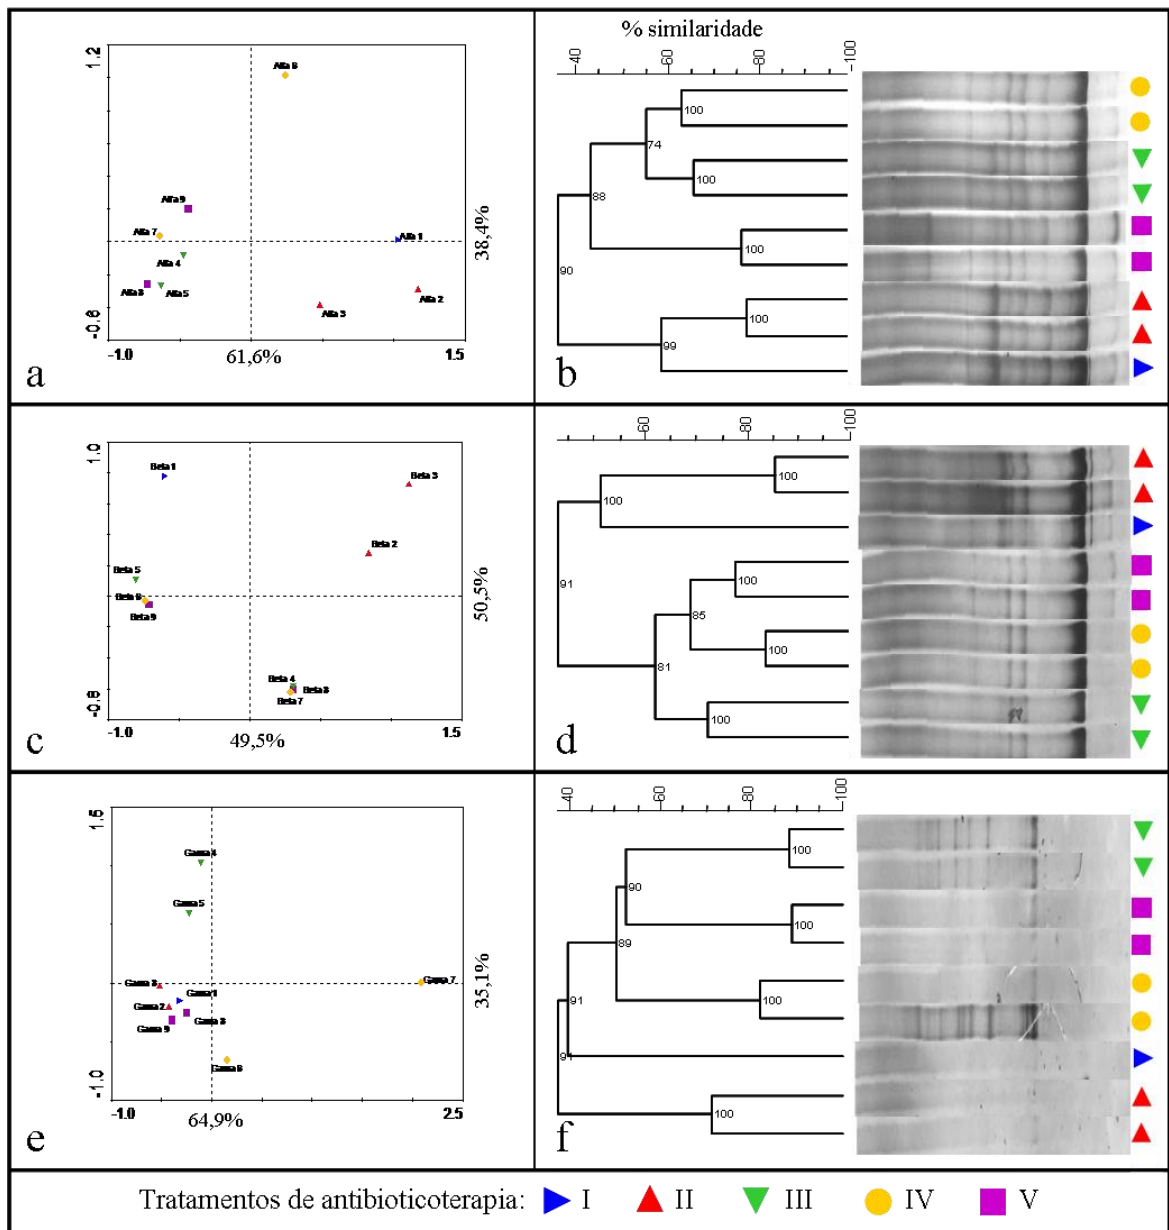 1.2
Alfa 6
Alfa 9
Alfa 7
Alfa 4
Alfa 8
Alfa 5
Alfa 1
Alfa 2
Alfa 3
38,4%
-0.6
-1.0
61,6%
1.5
a
% similaridade
40
60
80
100
100
74
100
88
100
90
100
99
b
1.0
Beta 1
Beta 3
Beta 2
Beta 5
Beta 6
Beta 9
Beta 4
Beta 8
Beta 7
50,5%
-0.8
-1.0
49,5%
1.5
c
60
80
100
100
100
91
100
85
100
81
100
d
1.5
Gama 4
Gama 5
Gama 3
Gama 2
Gama 1
Gama 8
Gama 9
Gama 7
Gama 6
35,1%
-1.0
-1.0
64,9%
2.5
e
40
60
80
100
100
90
100
89
100
91
91
100
f
Tratamentos de antibioticoterapia: I II III IV V